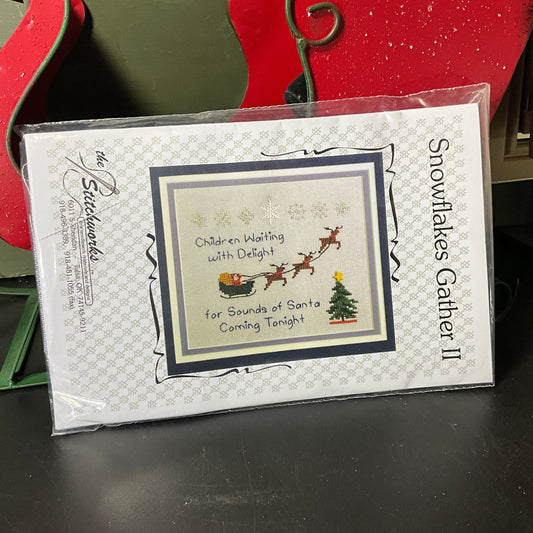 Snowflakes Gather II
Children Waiting
with Delight
for Sounds of Santa
Coming Tonight
the
Stitchworks